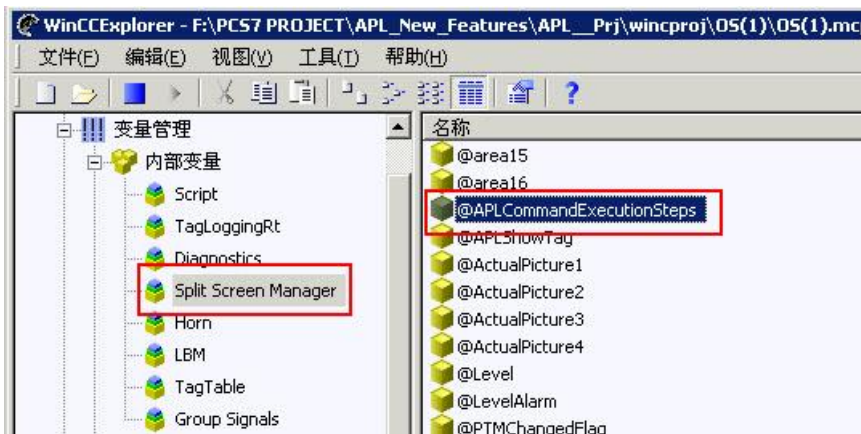 WinCCExplorer - F:\PCS7 PROJECT\APL_New_Features\APL__Prj\wincproj\OS(1)\OS(1).mc
文件(F) 编辑(E) 视图(V) 工具(T) 帮助(H)
变量管理
内部变量
Script
TagLoggingRt
Diagnostics
Split Screen Manager
Horn
LBM
TagTable
Group Signals
名称
@area15
@area16
@APLCommandExecutionSteps
@APLShowTag
@ActualPicture1
@ActualPicture2
@ActualPicture3
@ActualPicture4
@Level
@LevelAlarm
@PTMChangedFlag